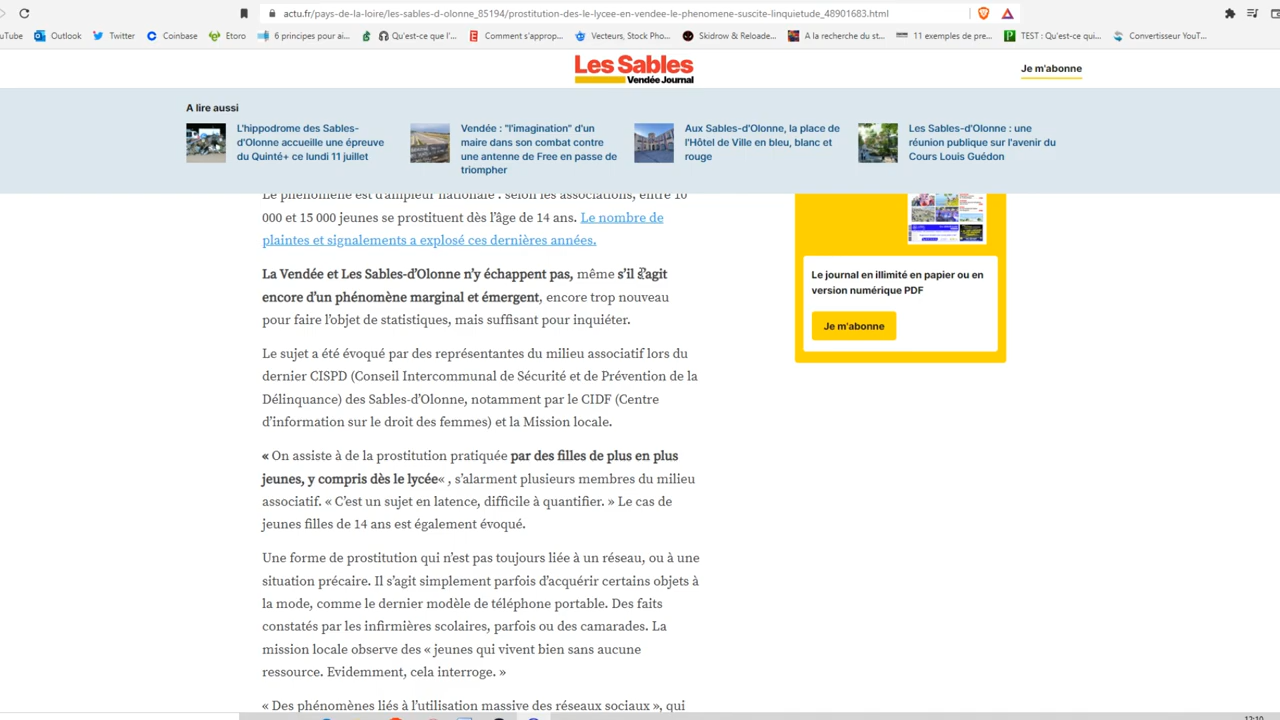 actu.fr/pays-de-la-loire/les-sables-d-olonne_85194/prostitution-des-le-lycee-en-vendee-le-phenomene-suscite-linquietude_48901683.html
ouTube Outlook Twitter Coinbase Etoro 6 principes pour ai... Qu'est-ce que l'... Comment s'approp... Vecteurs, Stock Pho... Skidrow & Reloade... A la recherche du st... 11 exemples de pre... TEST : Qu'est-ce qui... Convertisseur YouT...
Les Sables
Vendée Journal
Je m'abonne
A lire aussi
L'hippodrome des Sables-
d'Olonne accueille une épreuve
du Quinté+ ce lundi 11 juillet
Vendée : "l'imagination" d'un
maire dans son combat contre
une antenne de Free en passe de
triompher
Aux Sables-d'Olonne, la place de
l'Hôtel de Ville en bleu, blanc et
rouge
Les Sables-d'Olonne : une
réunion publique sur l'avenir du
Cours Louis Guédon
Le phénomène est d'ampleur nationale : selon les associations, entre 10
000 et 15 000 jeunes se prostituent dès l'âge de 14 ans. Le nombre de
plaintes et signalements a explosé ces dernières années.
La Vendée et Les Sables-d'Olonne n'y échappent pas, même s'il s'agit
encore d'un phénomène marginal et émergent, encore trop nouveau
pour faire l'objet de statistiques, mais suffisant pour inquiéter.
Le sujet a été évoqué par des représentantes du milieu associatif lors du
dernier CISPD (Conseil Intercommunal de Sécurité et de Prévention de la
Délinquance) des Sables-d'Olonne, notamment par le CIDF (Centre
d'information sur le droit des femmes) et la Mission locale.
« On assiste à de la prostitution pratiquée par des filles de plus en plus
jeunes, y compris dès le lycée« , s'alarment plusieurs membres du milieu
associatif. « C'est un sujet en latence, difficile à quantifier. » Le cas de
jeunes filles de 14 ans est également évoqué.
Une forme de prostitution qui n'est pas toujours liée à un réseau, ou à une
situation précaire. Il s'agit simplement parfois d'acquérir certains objets à
la mode, comme le dernier modèle de téléphone portable. Des faits
constatés par les infirmières scolaires, parfois ou des camarades. La
mission locale observe des « jeunes qui vivent bien sans aucune
ressource. Evidemment, cela interroge. »
« Des phénomènes liés à l'utilisation massive des réseaux sociaux », qui
Le journal en illimité en papier ou en
version numérique PDF
Je m'abonne